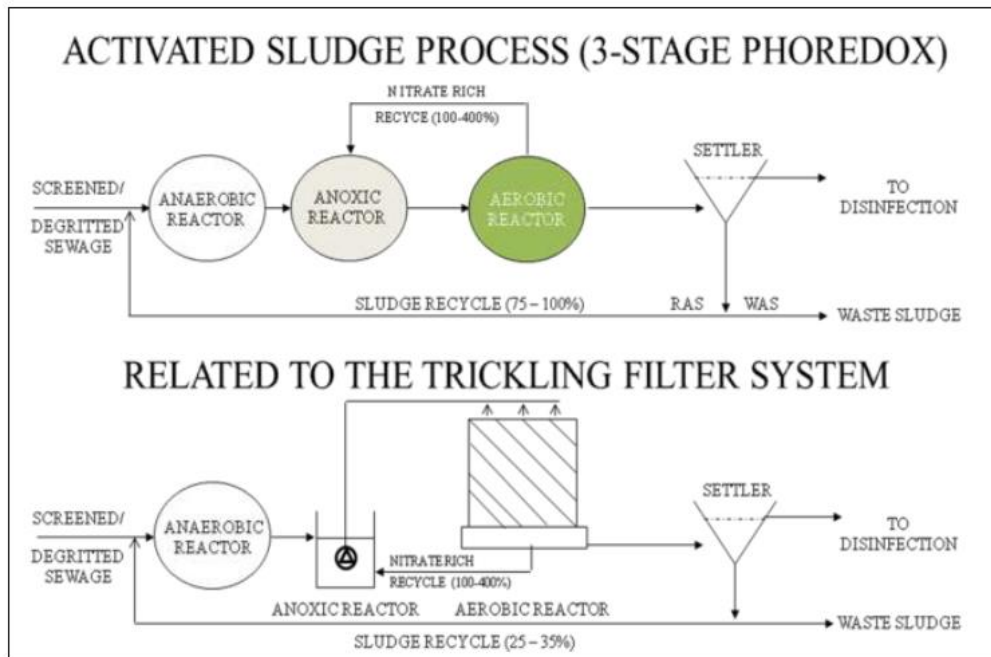 ACTIVATED SLUDGE PROCESS (3-STAGE PHOREDOX)
NITRATE RICH
RECYCE (100-400%)
SETTLER
SCREENED/
DEGRITTED
SEWAGE
ANAEROBIC
REACTOR
ANOXIC
REACTOR
AEROBIC
REACTOR
TO
DISINFECTION
SLUDGE RECYCLE (75 – 100%)
RAS
WAS
WASTE SLUDGE
RELATED TO THE TRICKLING FILTER SYSTEM
SETTLER
SCREENED/
DEGRITTED
SEWAGE
ANAEROBIC
REACTOR
NITRATE RICH
RECYCLE (100-400%)
TO
DISINFECTION
ANOXIC REACTOR
AEROBIC REACTOR
WASTE SLUDGE
SLUDGE RECYCLE (25 – 35%)